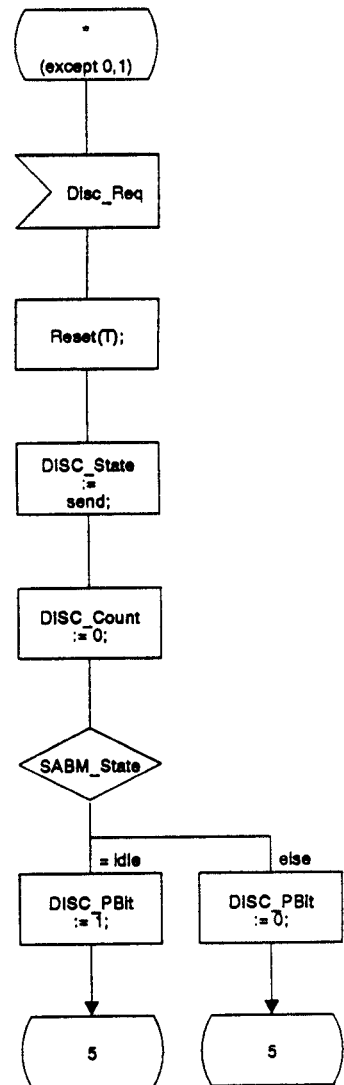 *
(except 0,1)
Disc_Req
Reset(T);
DISC_State
:=
send;
DISC_Count
:= 0;
SABM_State
= idle
else
DISC_PBit
:= 1;
DISC_PBit
:= 0;
5
5